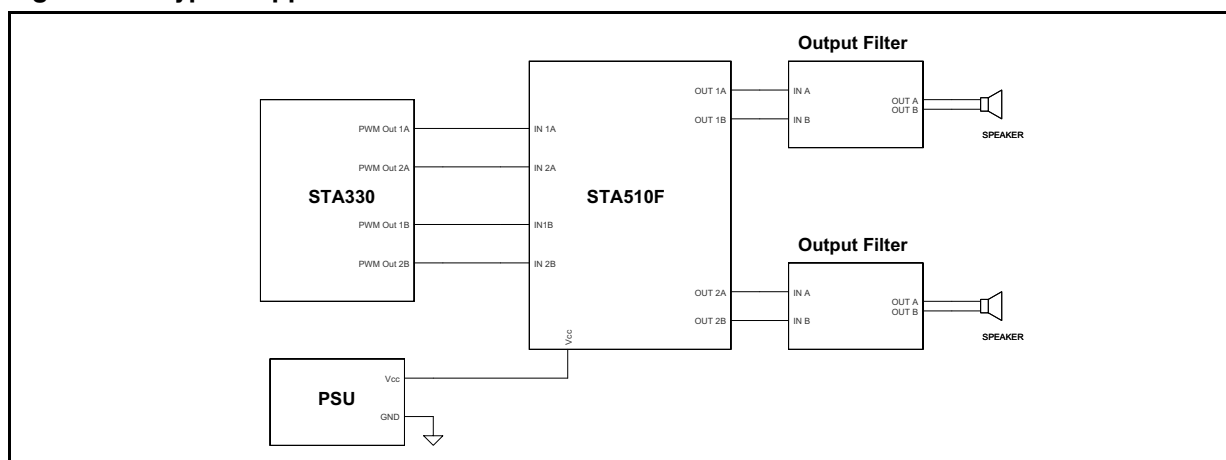 Output Filter
OUT 1A
IN A
OUT A
OUT B
OUT 1B
IN B
SPEAKER
PWM Out 1A
IN 1A
PWM Out 2A
IN 2A
STA330
STA510F
PWM Out 1B
IN1B
PWM Out 2B
IN 2B
Output Filter
OUT 2A
IN A
OUT A
OUT B
OUT 2B
IN B
SPEAKER
Vcc
Vcc
PSU
GND